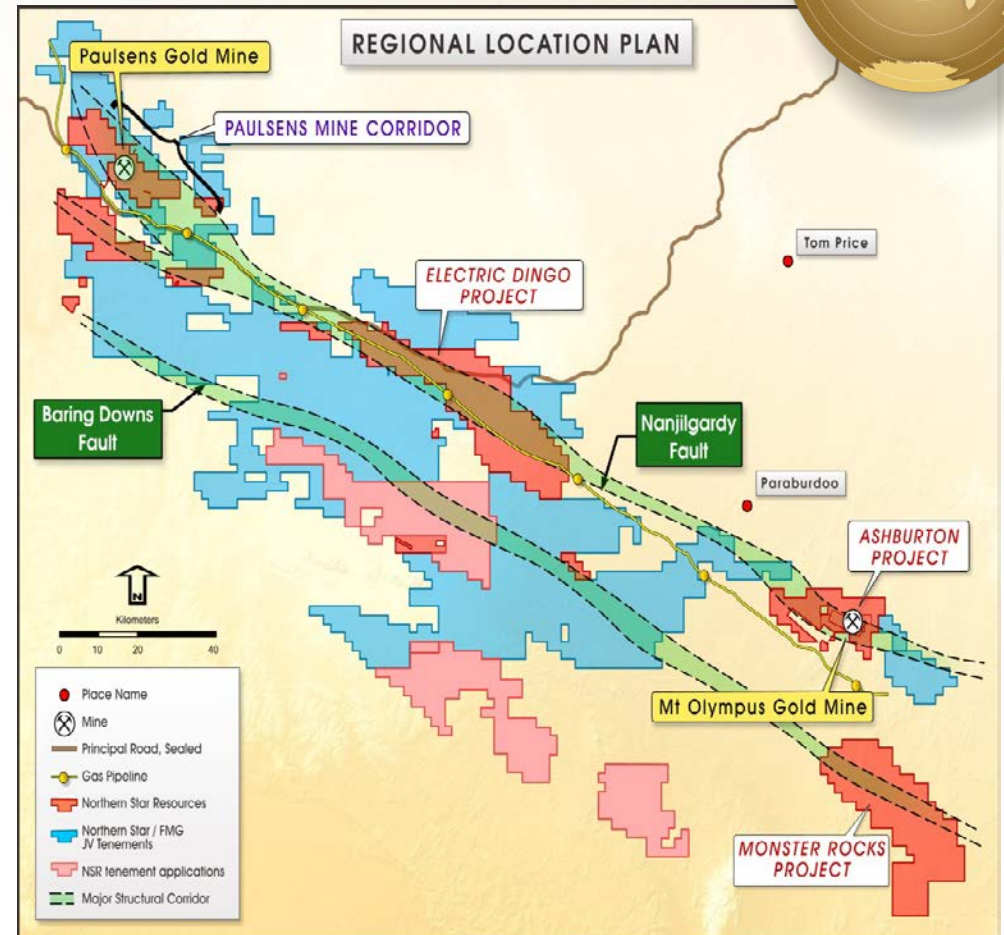 REGIONAL LOCATION PLAN
Paulsens Gold Mine
PAULSENS MINE CORRIDOR
Tom Price
ELECTRIC DINGO
PROJECT
Baring Downs
Fault
Nanjilgardy
Fault
Paraburdoo
ASHBURTON
PROJECT
N
Kilometers
0 10 20 40
Mt Olympus Gold Mine
MONSTER ROCKS
PROJECT
Place Name
Mine
Principal Road, Sealed
Gas Pipeline
Northern Star Resources
Northern Star / FMG
JV Tenements
NSR tenement applications
Major Structural Corridor